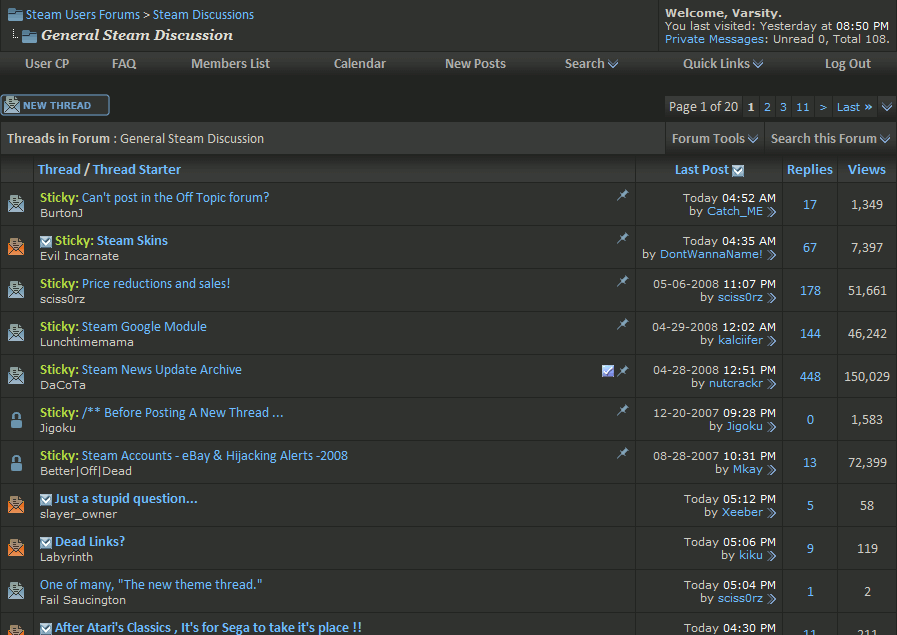 Steam Users Forums > Steam Discussions
General Steam Discussion
Welcome, Varsity.
You last visited: Yesterday at 08:50 PM
Private Messages: Unread 0, Total 108.
User CP FAQ Members List Calendar New Posts Search Quick Links Log Out
NEW THREAD
Page 1 of 20 1 2 3 11 > Last »
Threads in Forum : General Steam Discussion Forum Tools Search this Forum
Thread / Thread Starter Last Post Replies Views
Sticky: Can't post in the Off Topic forum?
BurtonJ
Today 04:52 AM
by Catch_ME
17 1,349
Sticky: Steam Skins
Evil Incarnate
Today 04:35 AM
by DontWannaName!
67 7,397
Sticky: Price reductions and sales!
sciss0rz
05-06-2008 11:07 PM
by sciss0rz
178 51,661
Sticky: Steam Google Module
Lunchtimemama
04-29-2008 12:02 AM
by kalciifer
144 46,242
Sticky: Steam News Update Archive
DaCoTa
04-28-2008 12:51 PM
by nutcrackr
448 150,029
Sticky: /** Before Posting A New Thread ...
Jigoku
12-20-2007 09:28 PM
by Jigoku
0 1,583
Sticky: Steam Accounts - eBay & Hijacking Alerts -2008
Better|Off|Dead
08-28-2007 10:31 PM
by Mkay
13 72,399
Just a stupid question...
slayer_owner
Today 05:12 PM
by Xeeber
5 58
Dead Links?
Labyrinth
Today 05:06 PM
by kiku
9 119
One of many, "The new theme thread."
Fail Saucington
Today 05:04 PM
by sciss0rz
1 2
After Atari's Classics , It's for Sega to take it's place !!
Today 04:30 PM
11 211